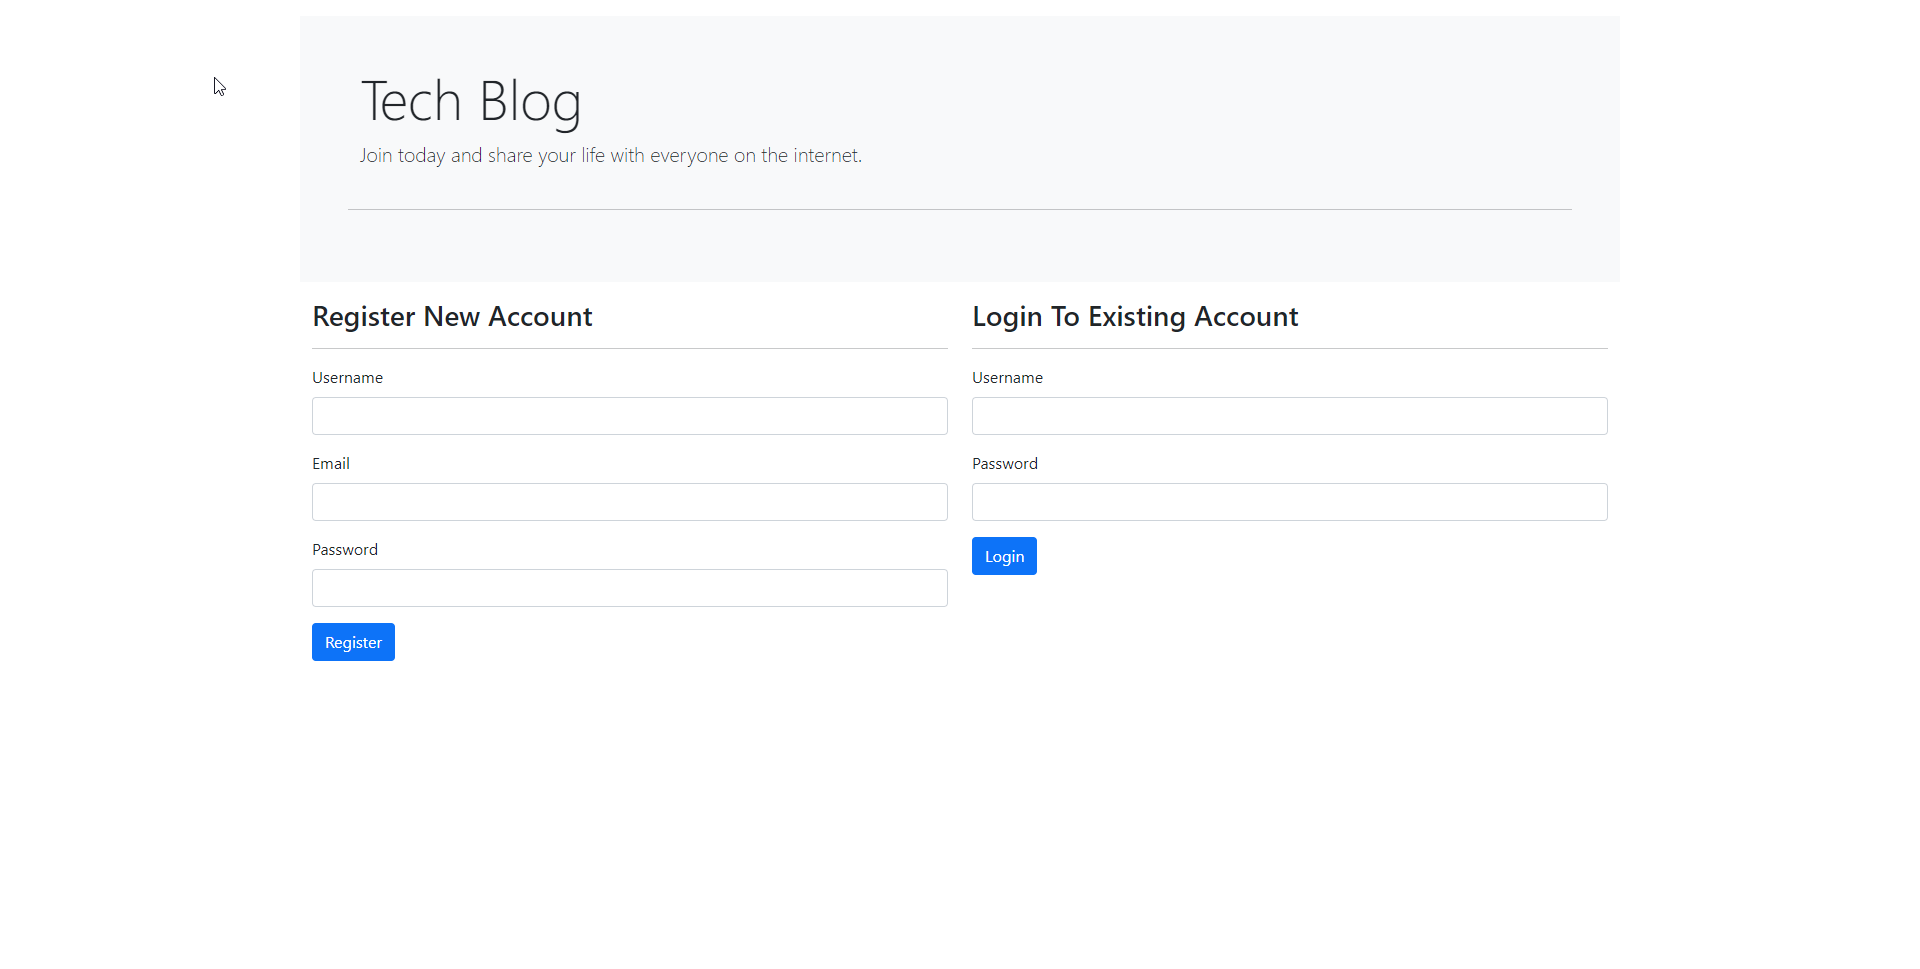 Tech Blog
Join today and share your life with everyone on the internet.
Register New Account
Username
Email
Password
Register
Login To Existing Account
Username
Password
Login